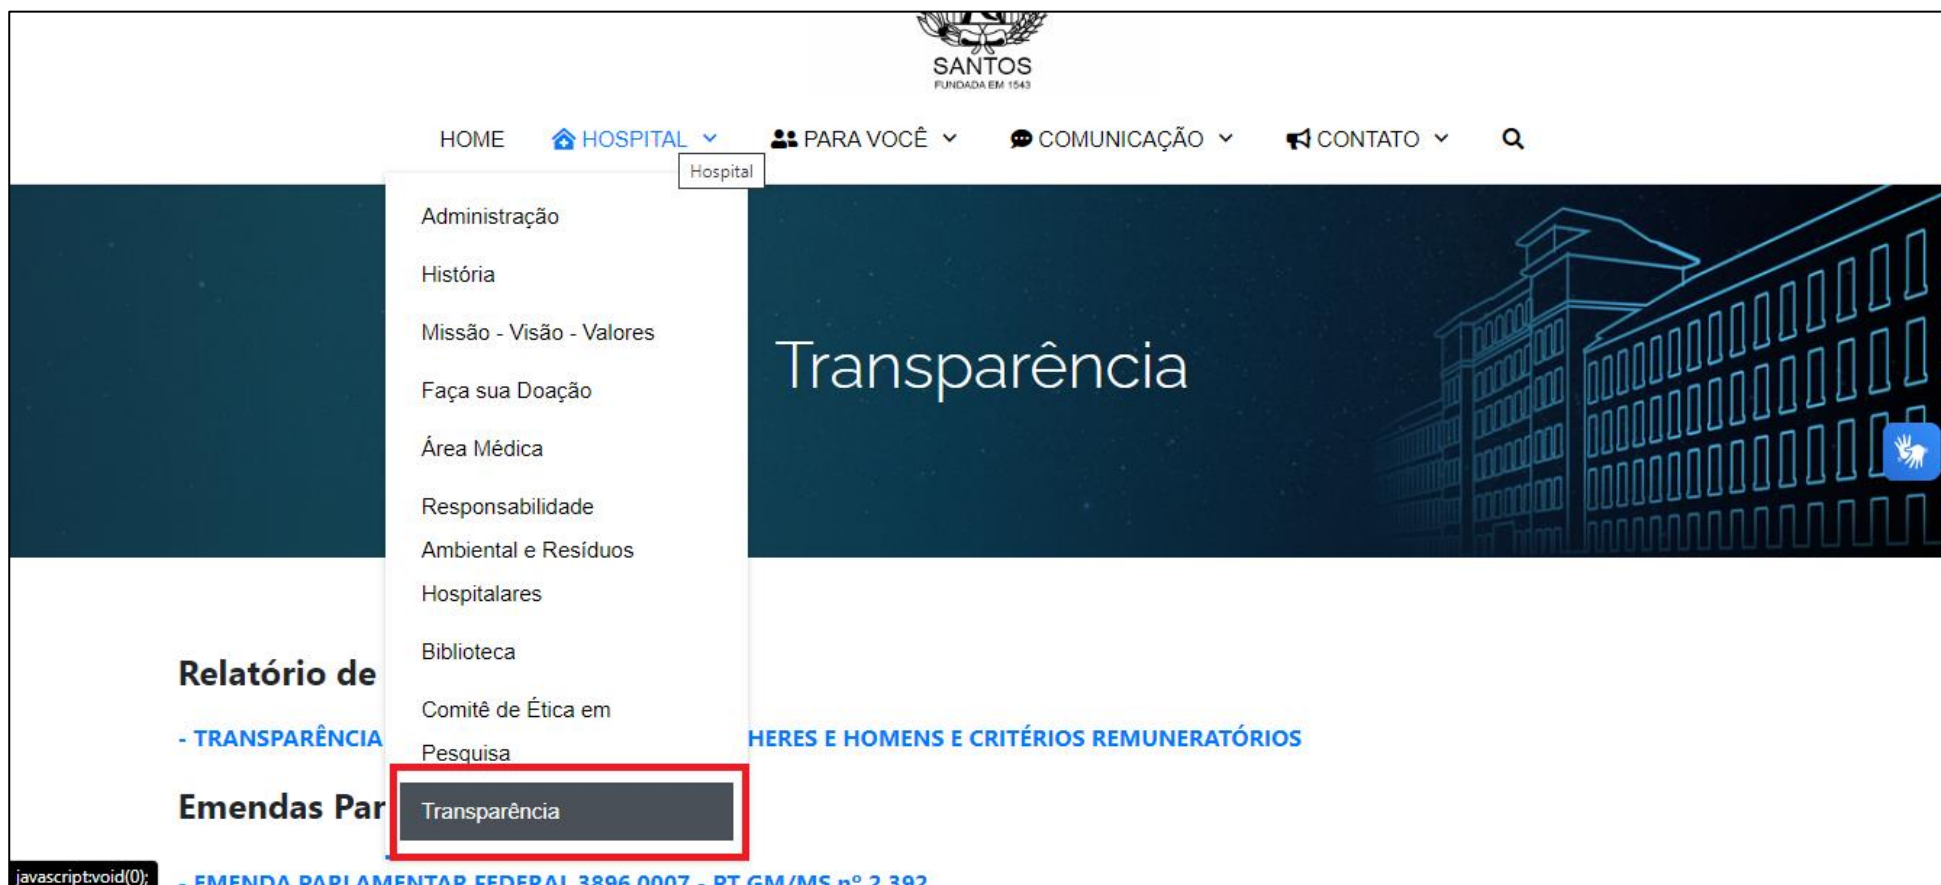 SANTOS
FUNDADA EM 1543
HOME HOSPITAL PARA VOCÊ COMUNICAÇÃO CONTATO
Hospital
Administração
História
Missão - Visão - Valores
Faça sua Doação
Área Médica
Responsabilidade
Ambiental e Resíduos
Hospitalares
Biblioteca
Comitê de Ética em
Pesquisa
Transparência
Transparência
Relatório de
- TRANSPARÊNCIA HERES E HOMENS E CRITÉRIOS REMUNERATÓRIOS
Emendas Par
- EMENDA PARLAMENTAR FEDERAL 3896.0007 - PT GM/MS nº 2.392
javascript:void(0);